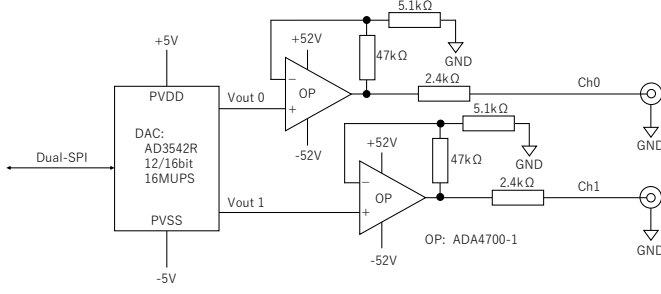 5.1kΩ
+52V
GND
+5V
47kΩ
−
2.4kΩ
Ch0
OP
PVDD
Vout 0
+
5.1kΩ
GND
DAC:
AD3542R
12/16bit
16MUPS
-52V
+52V
GND
Dual-SPI
47kΩ
−
2.4kΩ
Ch1
OP
PVSS
Vout 1
+
OP: ADA4700-1
-52V
GND
-5V